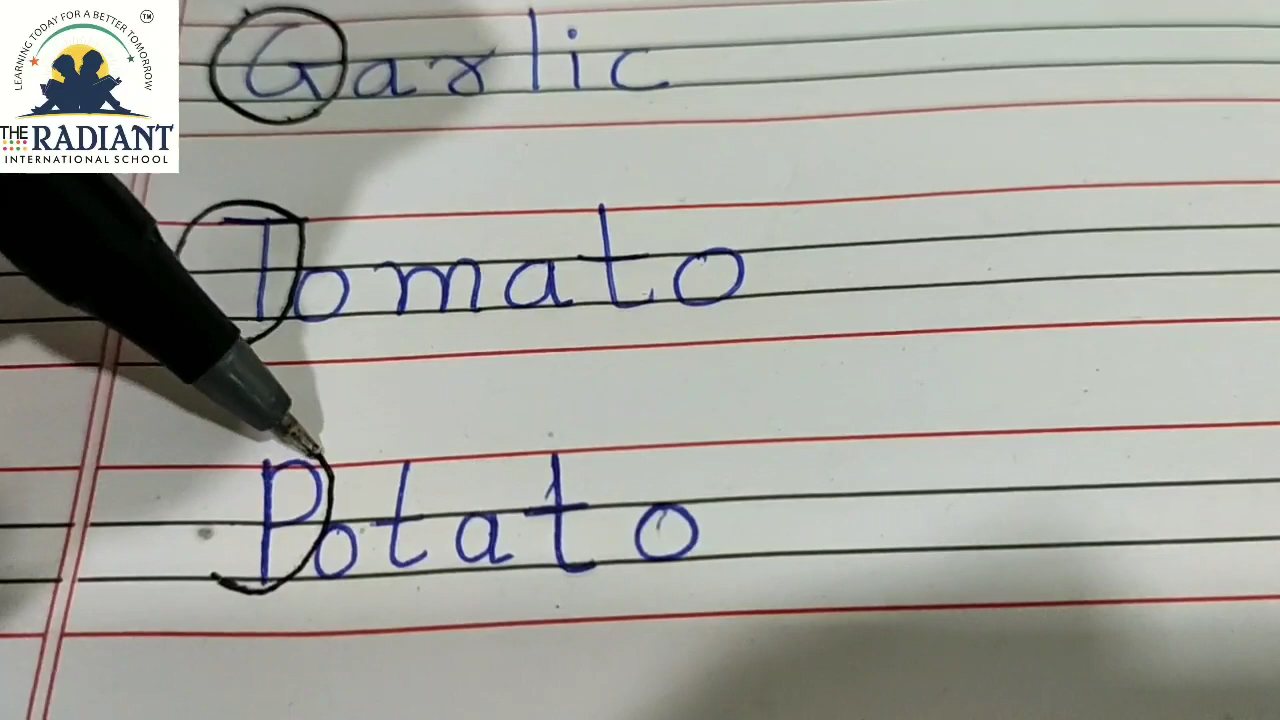 LEARNING TODAY FOR A BETTER TOMORROW
TM
THE RADIANT
INTERNATIONAL SCHOOL
Garlic
Tomato
Potato